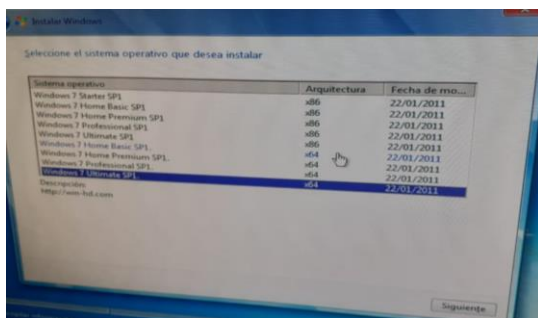 Instalar Windows
Seleccione el sistema operativo que desea instalar
Sistema operativo Arquitectura Fecha de mo...
Windows 7 Starter SP1 x86 22/01/2011
Windows 7 Home Basic SP1 x86 22/01/2011
Windows 7 Home Premium SP1 x86 22/01/2011
Windows 7 Professional SP1 x86 22/01/2011
Windows 7 Ultimate SP1 x86 22/01/2011
Windows 7 Home Basic SP1. x64 22/01/2011
Windows 7 Home Premium SP1. x64 22/01/2011
Windows 7 Professional SP1. x64 22/01/2011
Windows 7 Ultimate SP1. x64 22/01/2011
Descripción:
Http://win-hd.com
Siguiente